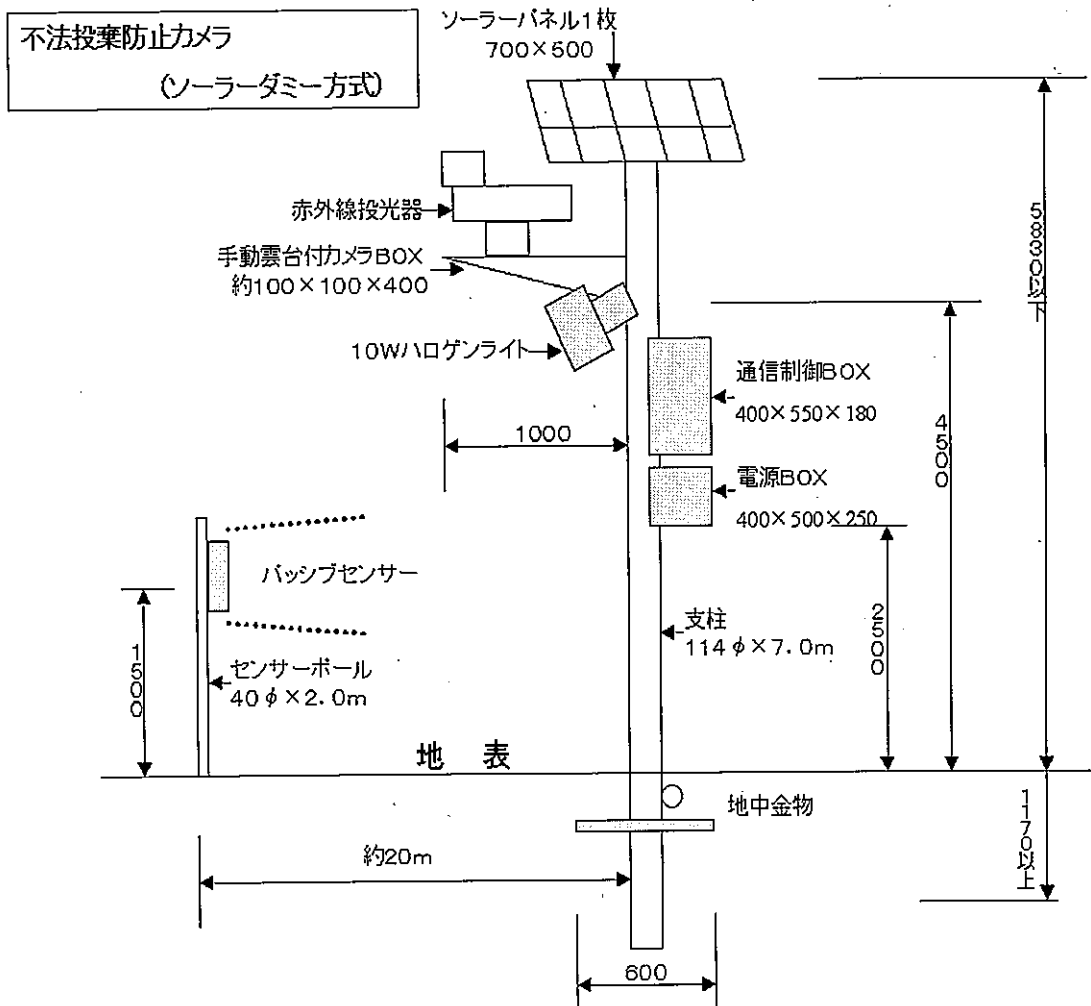 不法投棄防止カメラ
(ソーラーダミー方式)
ソーラーパネル1枚
700×600
赤外線投光器
手動雲台付カメラBOX
約100×100×400
10Wハロゲンライト
1000
通信制御BOX
400×550×180
電源BOX
400×500×250
5830以下
4500
2500
パッシブセンサー
1500
センサーポール
40φ×2.0m
支柱
114φ×7.0m
地 表
地中金物
1170以上
約20m
600